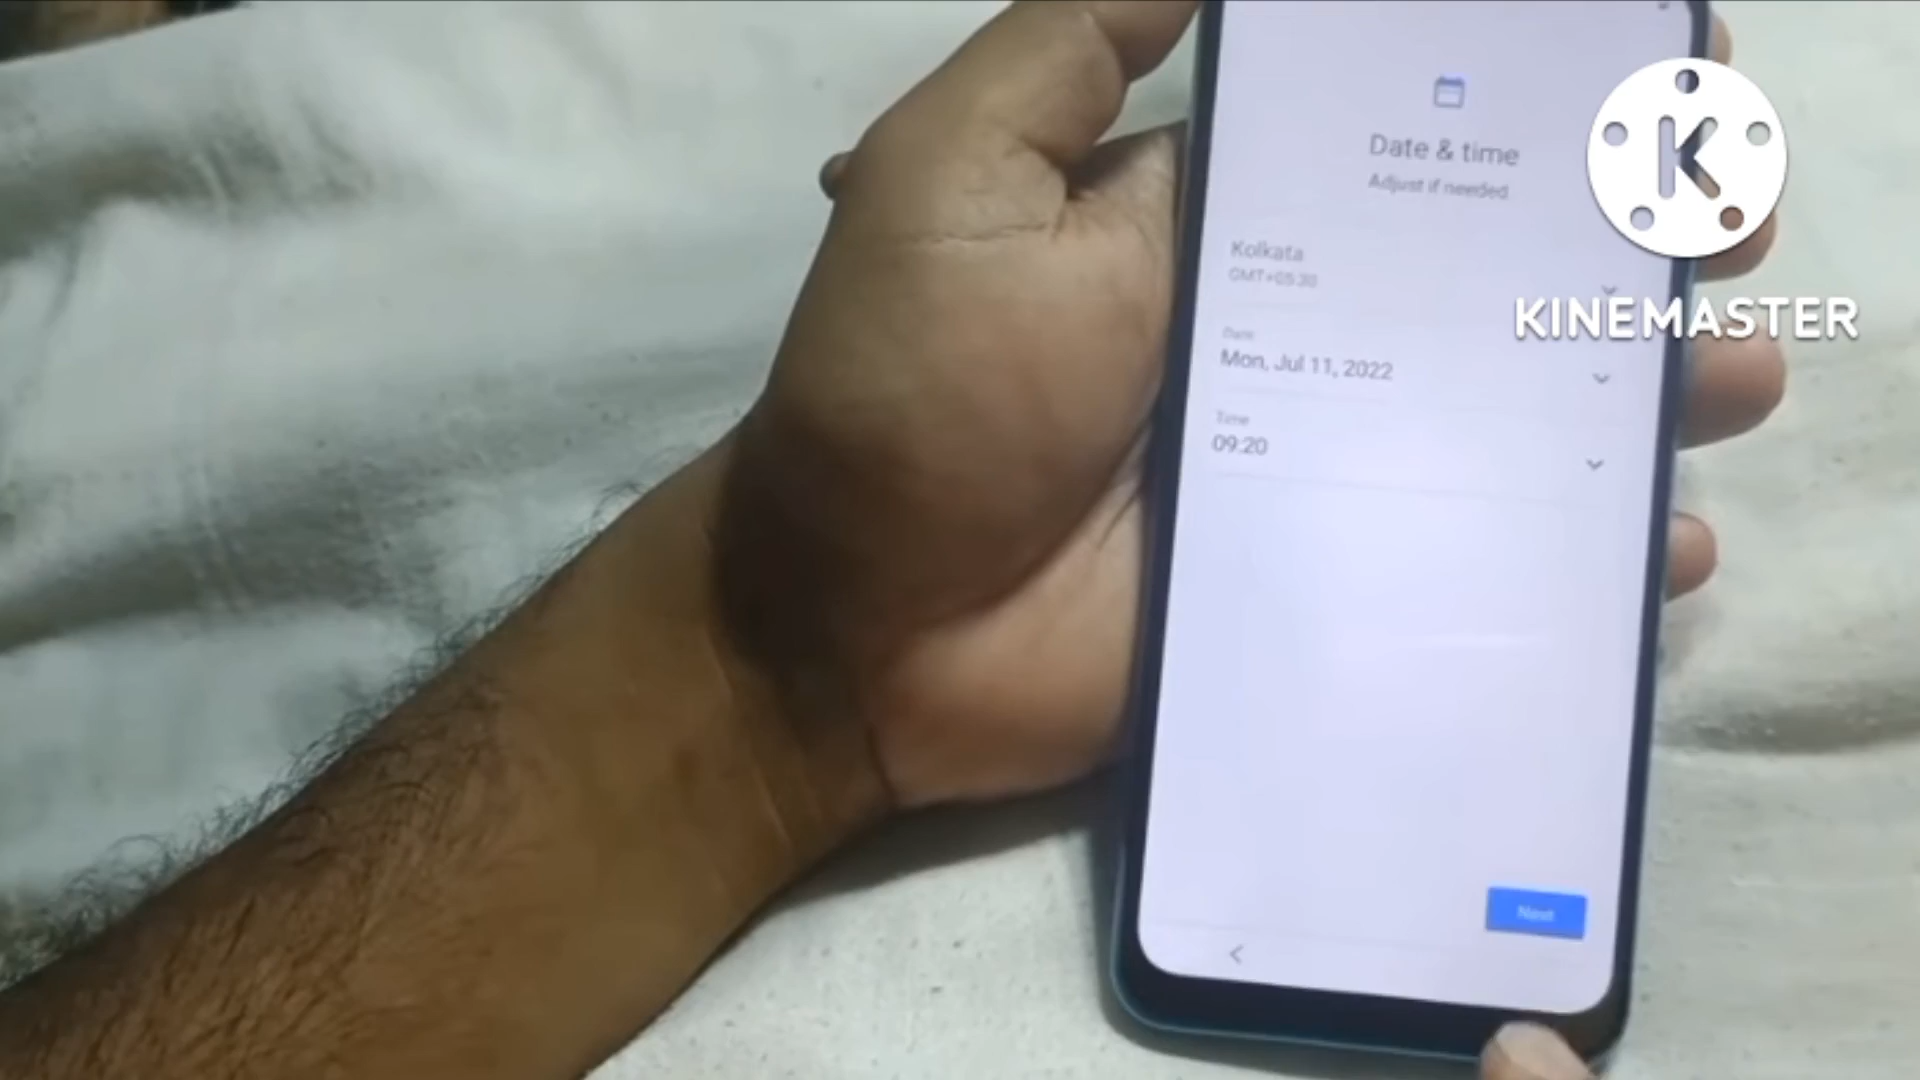 Date & time
Adjust if needed
Kolkata
GMT+05:30
Date
Mon, Jul 11, 2022
Time
09:20
Next
K
KINEMASTER